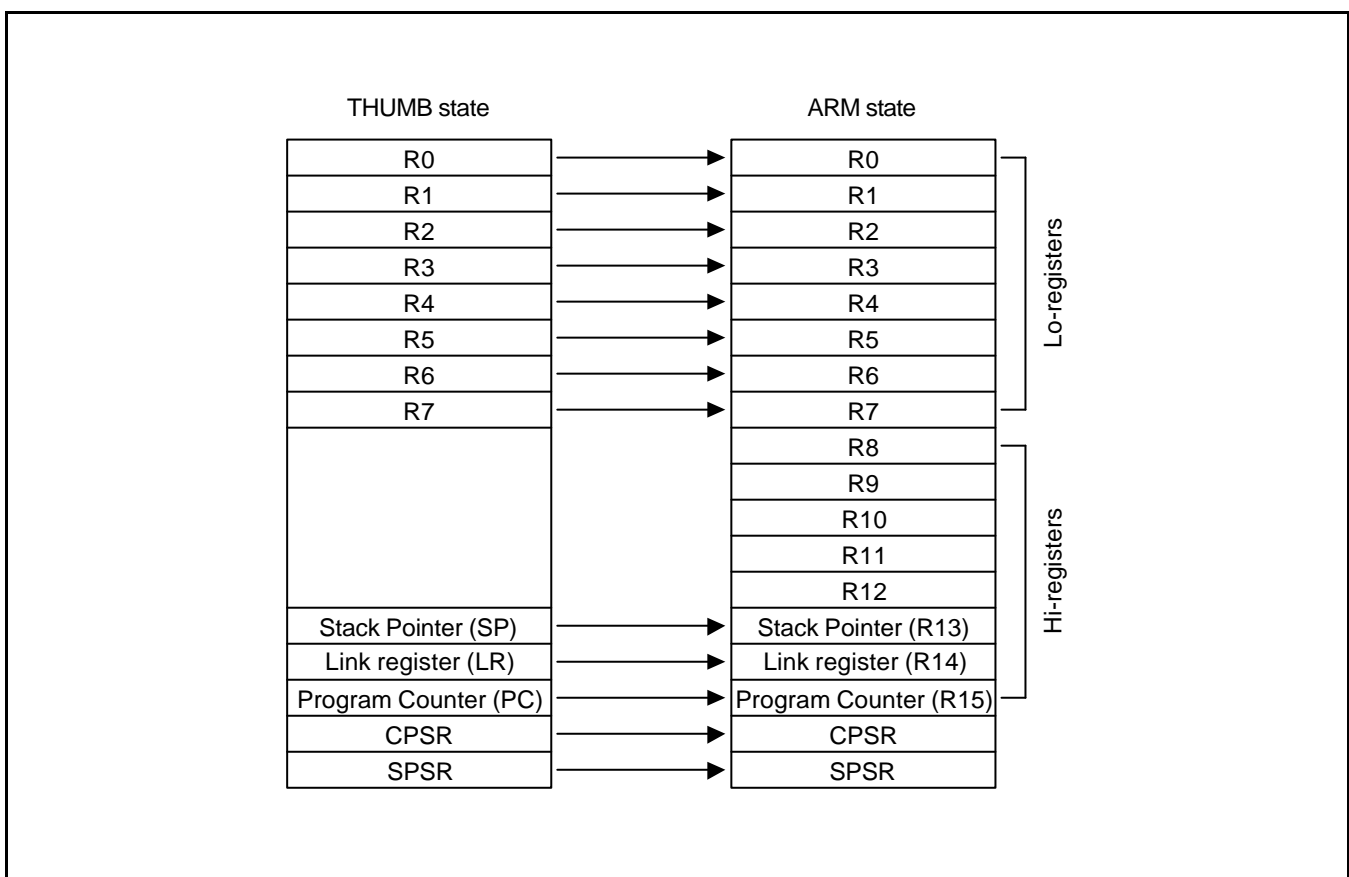 THUMB state
ARM state
R0
R0
R1
R1
R2
R2
R3
R3
R4
R4
R5
R5
R6
R6
R7
R7
Lo-registers
R8
R9
R10
R11
R12
Stack Pointer (SP)
Stack Pointer (R13)
Link register (LR)
Link register (R14)
Program Counter (PC)
Program Counter (R15)
Hi-registers
CPSR
CPSR
SPSR
SPSR